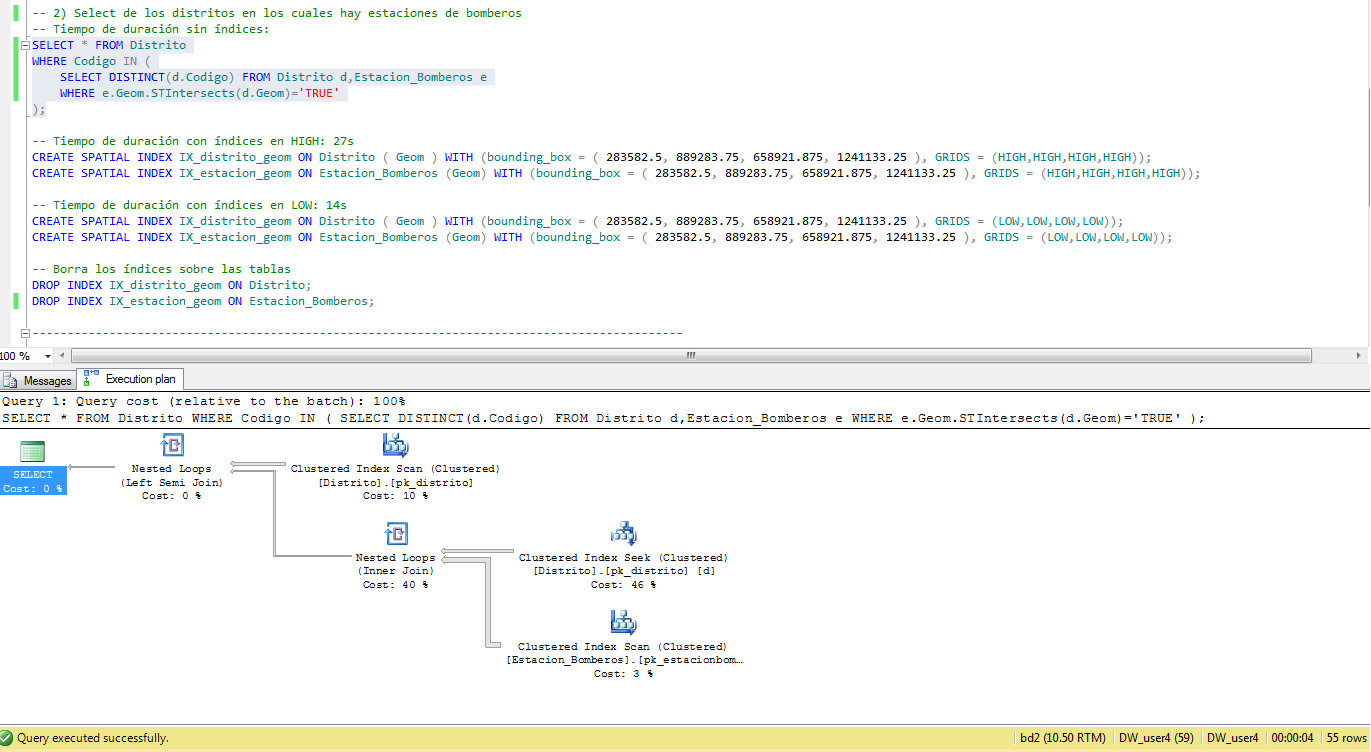 -- 2) Select de los distritos en los cuales hay estaciones de bomberos
-- Tiempo de duración sin índices:
SELECT * FROM Distrito
WHERE Codigo IN (
SELECT DISTINCT(d.Codigo) FROM Distrito d,Estacion_Bomberos e
WHERE e.Geom.STIntersects(d.Geom)='TRUE'
);
-- Tiempo de duración con índices en HIGH: 27s
CREATE SPATIAL INDEX IX_distrito_geom ON Distrito ( Geom ) WITH (bounding_box = ( 283582.5, 889283.75, 658921.875, 1241133.25 ), GRIDS = (HIGH,HIGH,HIGH,HIGH));
CREATE SPATIAL INDEX IX_estacion_geom ON Estacion_Bomberos (Geom) WITH (bounding_box = ( 283582.5, 889283.75, 658921.875, 1241133.25 ), GRIDS = (HIGH,HIGH,HIGH,HIGH));
-- Tiempo de duración con índices en LOW: 14s
CREATE SPATIAL INDEX IX_distrito_geom ON Distrito ( Geom ) WITH (bounding_box = ( 283582.5, 889283.75, 658921.875, 1241133.25 ), GRIDS = (LOW,LOW,LOW,LOW));
CREATE SPATIAL INDEX IX_estacion_geom ON Estacion_Bomberos (Geom) WITH (bounding_box = ( 283582.5, 889283.75, 658921.875, 1241133.25 ), GRIDS = (LOW,LOW,LOW,LOW));
-- Borra los índices sobre las tablas
DROP INDEX IX_distrito_geom ON Distrito;
DROP INDEX IX_estacion_geom ON Estacion_Bomberos;
---------------------------------------------------------------------------------------------
100 %
Messages
Execution plan
Query 1: Query cost (relative to the batch): 100%
SELECT * FROM Distrito WHERE Codigo IN ( SELECT DISTINCT(d.Codigo) FROM Distrito d,Estacion_Bomberos e WHERE e.Geom.STIntersects(d.Geom)='TRUE' );
SELECT
Cost: 0 %
Nested Loops
(Left Semi Join)
Cost: 0 %
Clustered Index Scan (Clustered)
[Distrito].[pk_distrito]
Cost: 10 %
Nested Loops
(Inner Join)
Cost: 40 %
Clustered Index Seek (Clustered)
[Distrito].[pk_distrito] [d]
Cost: 46 %
Clustered Index Scan (Clustered)
[Estacion_Bomberos].[pk_estacionbom…
Cost: 3 %
Query executed successfully.
bd2 (10.50 RTM)
DW_user4 (59)
DW_user4
00:00:04
55 rows